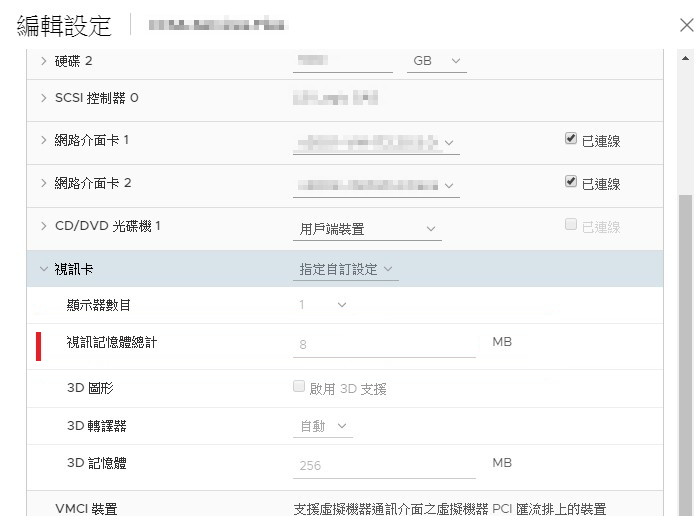 編輯設定
硬碟 2 GB
SCSI 控制器 0
網路介面卡 1 已連線
網路介面卡 2 已連線
CD/DVD 光碟機 1 用戶端裝置 已連線
視訊卡 指定自訂設定
顯示器數目 1
視訊記憶體總計 8 MB
3D 圖形 啟用 3D 支援
3D 轉譯器 自動
3D 記憶體 256 MB
VMCI 裝置 支援虛擬機器通訊介面之虛擬機器 PCI 匯流排上的裝置